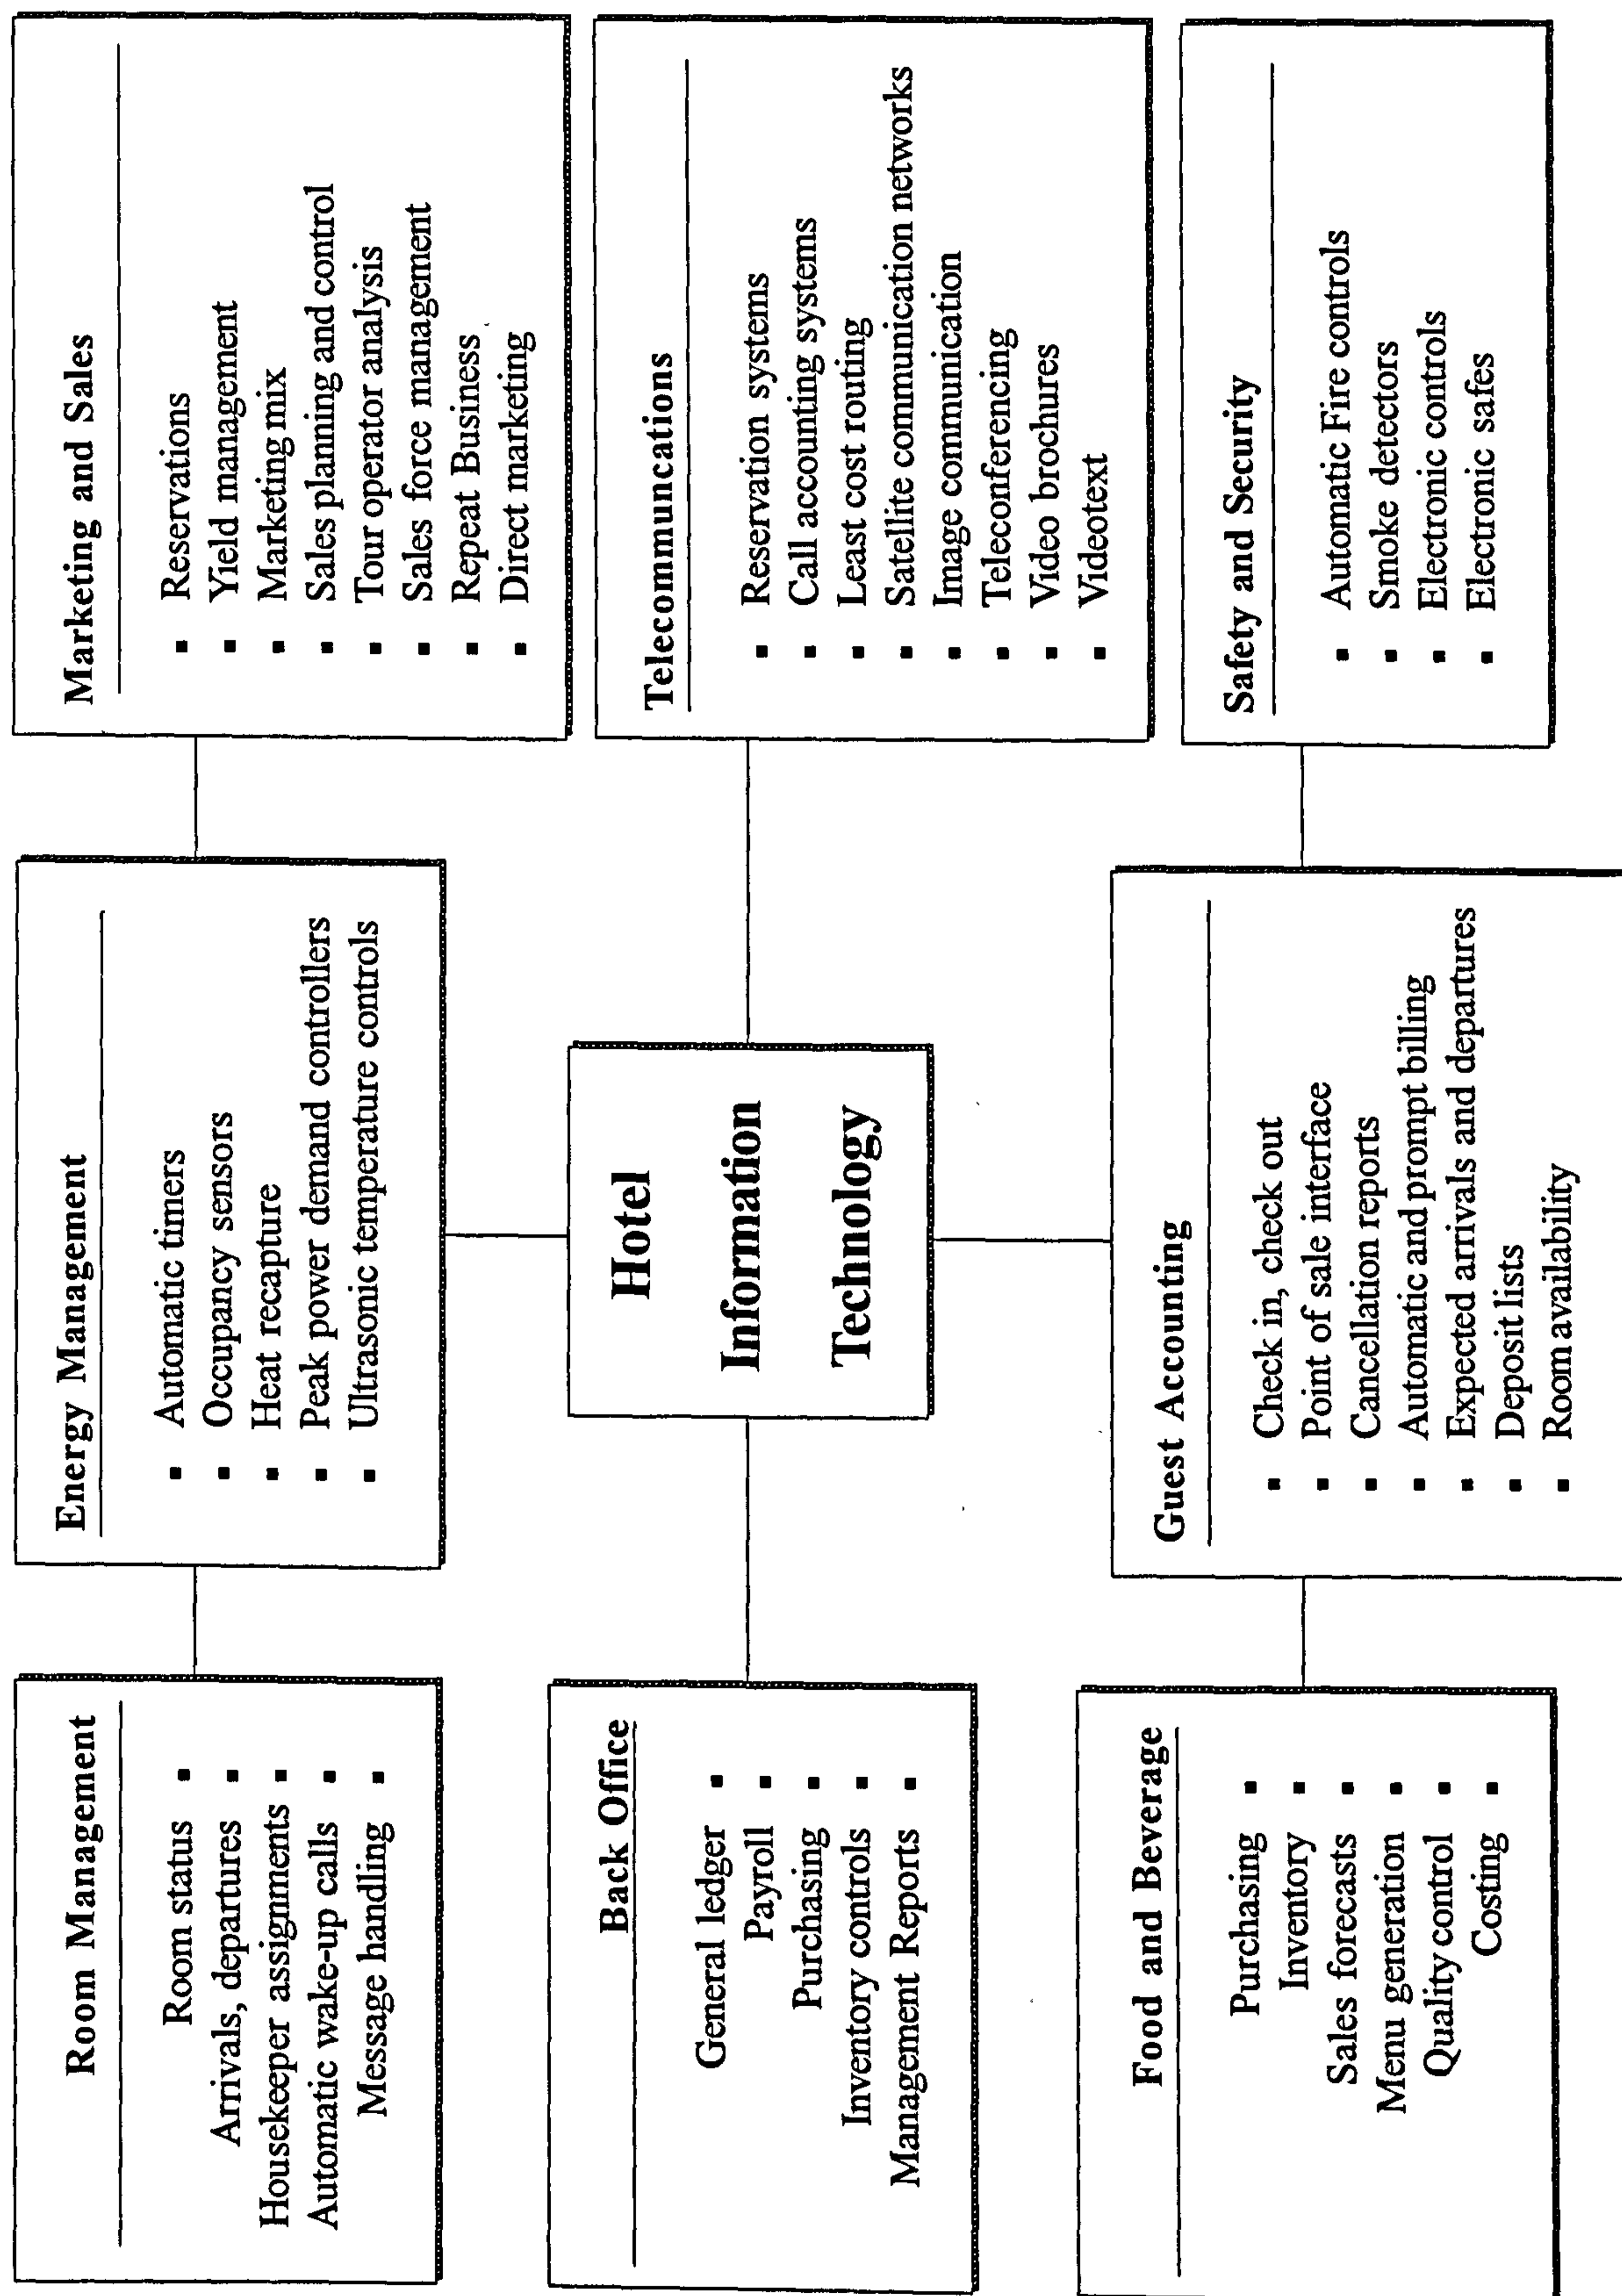 Room Management
Room status
Arrivals, departures
Housekeeper assignments
Automatic wake-up calls
Message handling
Energy Management
Automatic timers
Occupancy sensors
Heat recapture
Peak power demand controllers
Ultrasonic temperature controls
Marketing and Sales
Reservations
Yield management
Marketing mix
Sales planning and control
Tour operator analysis
Sales force management
Repeat Business
Direct marketing
Back Office
General ledger
Payroll
Purchasing
Inventory controls
Management Reports
Hotel
Information
Technology
Telecommuncations
Reservation systems
Call accounting systems
Least cost routing
Satellite communication networks
Image communication
Teleconferencing
Video brochures
Videotext
Food and Beverage
Purchasing
Inventory
Sales forecasts
Menu generation
Quality control
Costing
Guest Accounting
Check in, check out
Point of sale interface
Cancellation reports
Automatic and prompt billing
Expected arrivals and departures
Deposit lists
Room availability
Safety and Security
Automatic Fire controls
Smoke detectors
Electronic controls
Electronic safes